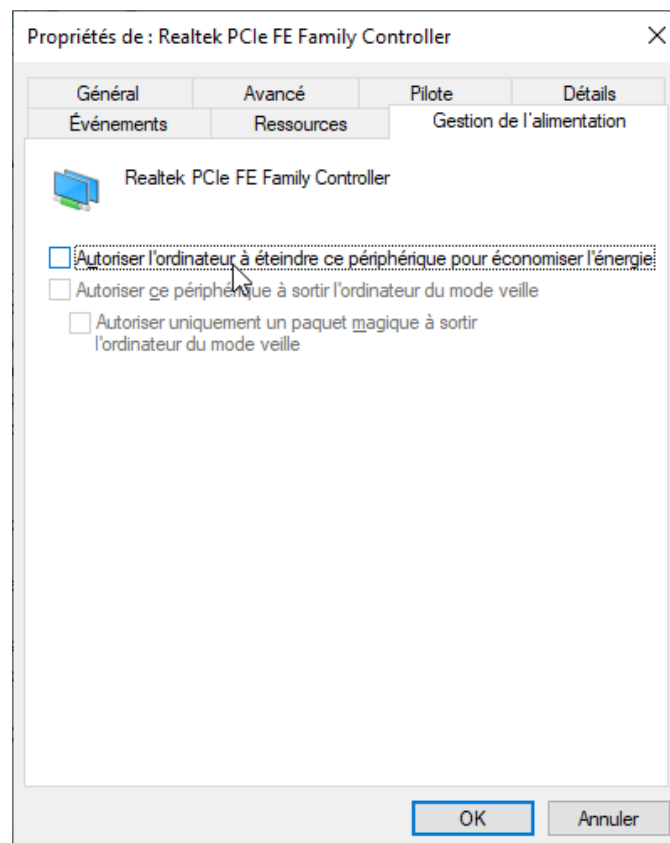 Propriétés de : Realtek PCIe FE Family Controller
Général Avancé Pilote Détails
Événements Ressources Gestion de l'alimentation
Realtek PCIe FE Family Controller
Autoriser l'ordinateur à éteindre ce périphérique pour économiser l'énergie
Autoriser ce périphérique à sortir l'ordinateur du mode veille
Autoriser uniquement un paquet magique à sortir
l'ordinateur du mode veille
OK Annuler